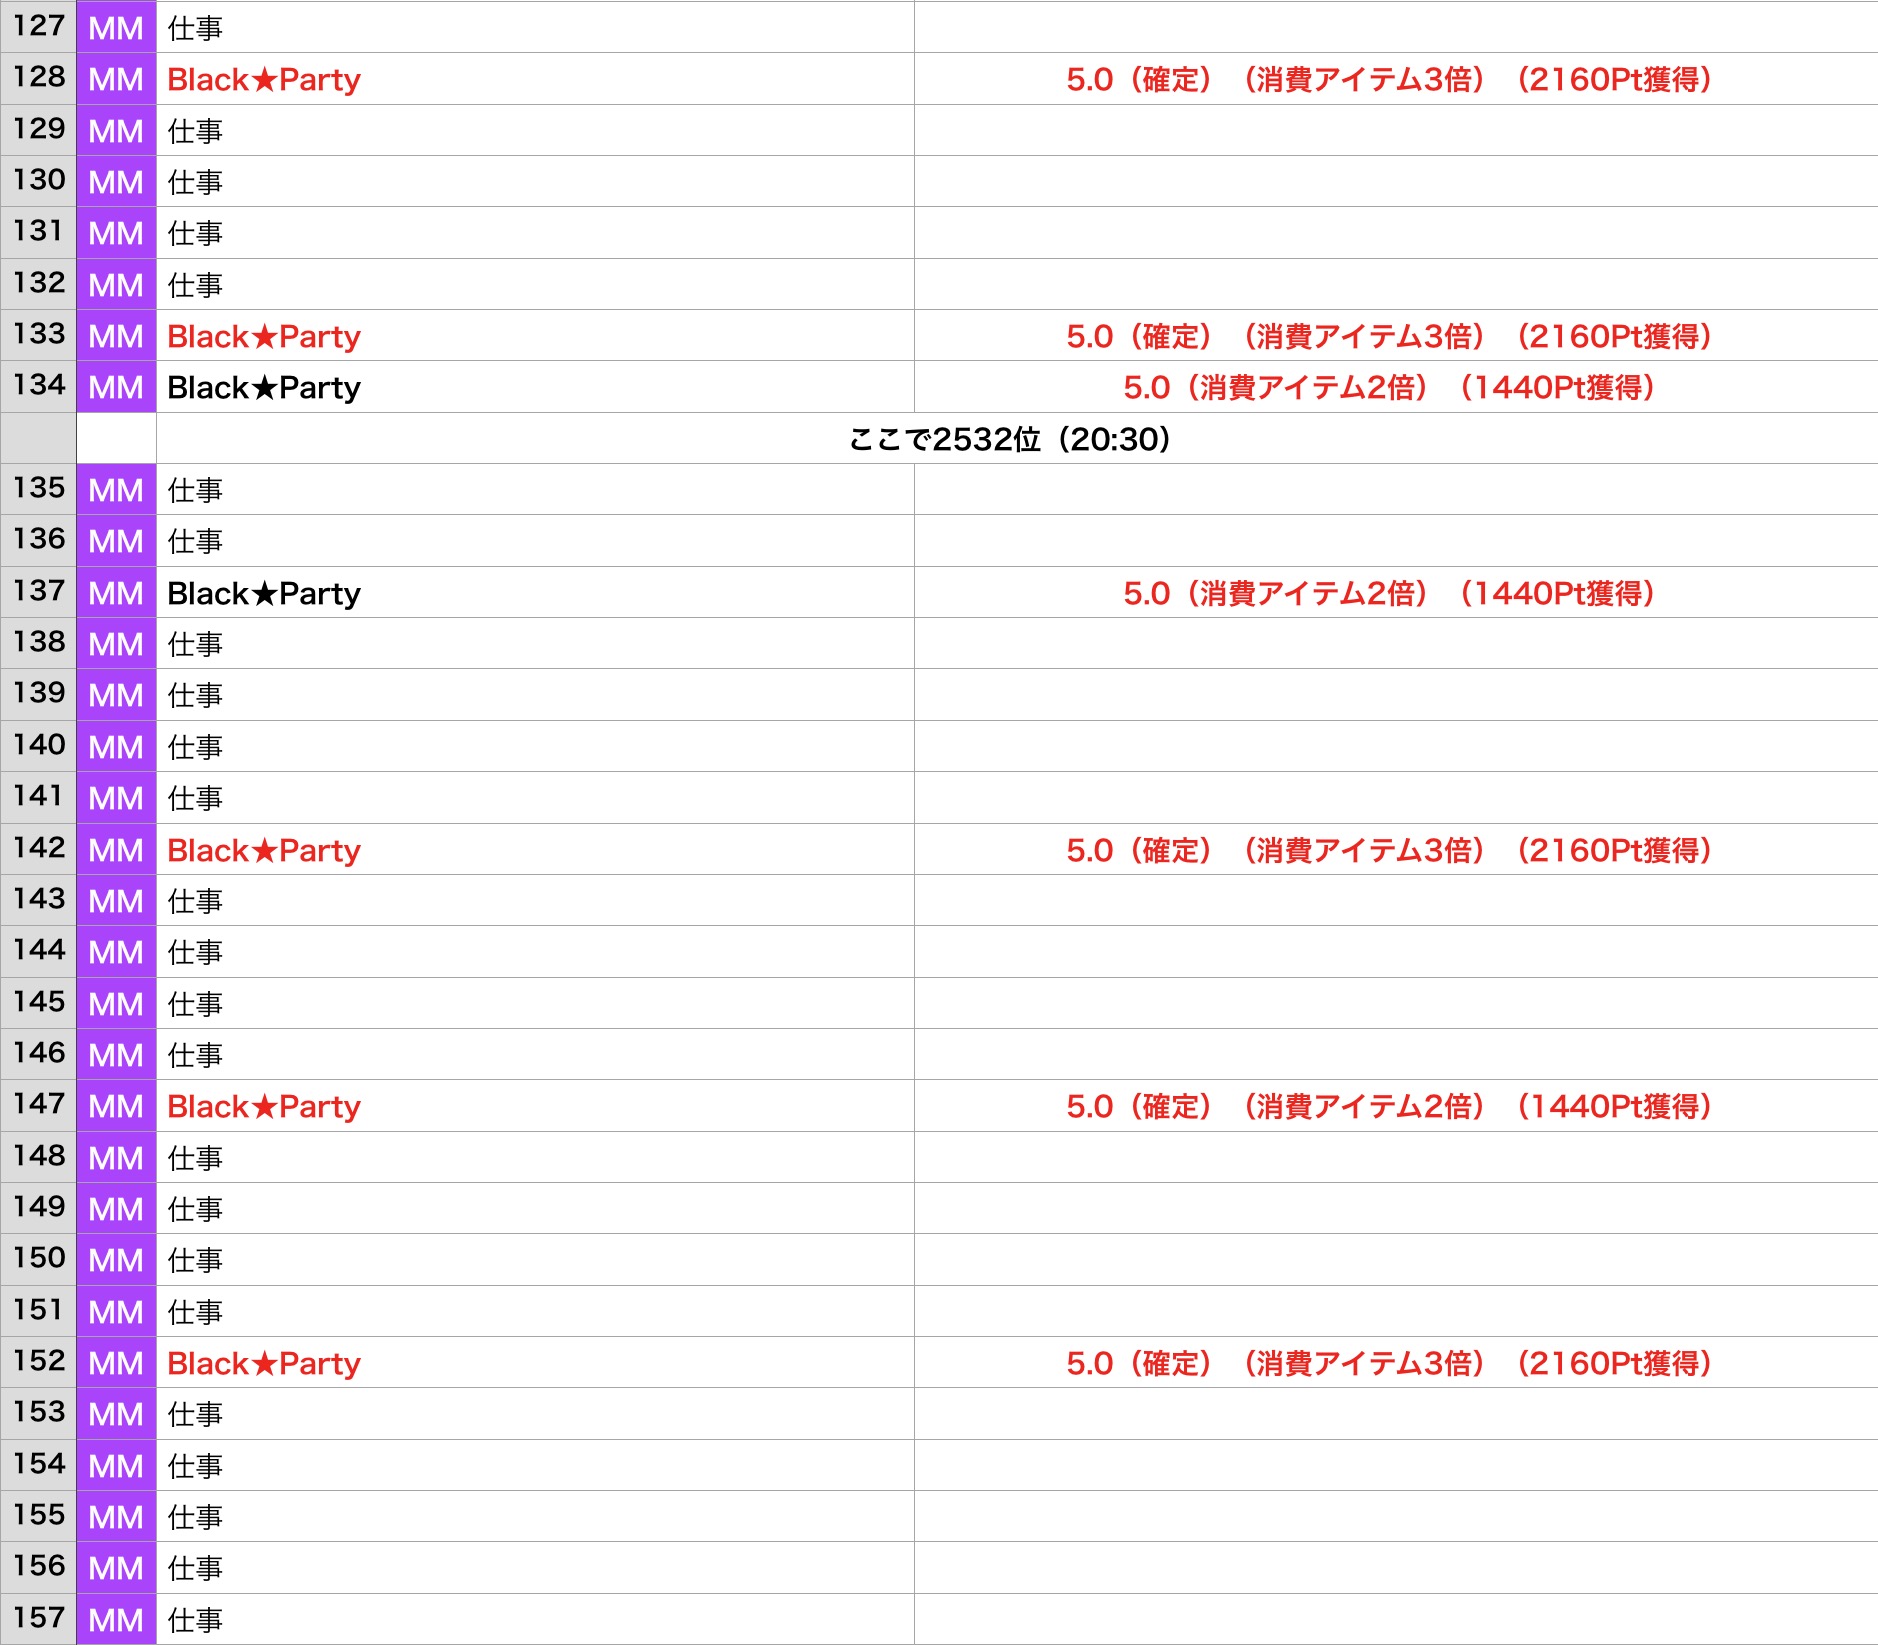 127 MM 仕事
128 MM Black★Party 5.0（確定）（消費アイテム3倍）（2160Pt獲得）
129 MM 仕事
130 MM 仕事
131 MM 仕事
132 MM 仕事
133 MM Black★Party 5.0（確定）（消費アイテム3倍）（2160Pt獲得）
134 MM Black★Party 5.0（消費アイテム2倍）（1440Pt獲得）
ここで2532位（20:30）
135 MM 仕事
136 MM 仕事
137 MM Black★Party 5.0（消費アイテム2倍）（1440Pt獲得）
138 MM 仕事
139 MM 仕事
140 MM 仕事
141 MM 仕事
142 MM Black★Party 5.0（確定）（消費アイテム3倍）（2160Pt獲得）
143 MM 仕事
144 MM 仕事
145 MM 仕事
146 MM 仕事
147 MM Black★Party 5.0（確定）（消費アイテム2倍）（1440Pt獲得）
148 MM 仕事
149 MM 仕事
150 MM 仕事
151 MM 仕事
152 MM Black★Party 5.0（確定）（消費アイテム3倍）（2160Pt獲得）
153 MM 仕事
154 MM 仕事
155 MM 仕事
156 MM 仕事
157 MM 仕事